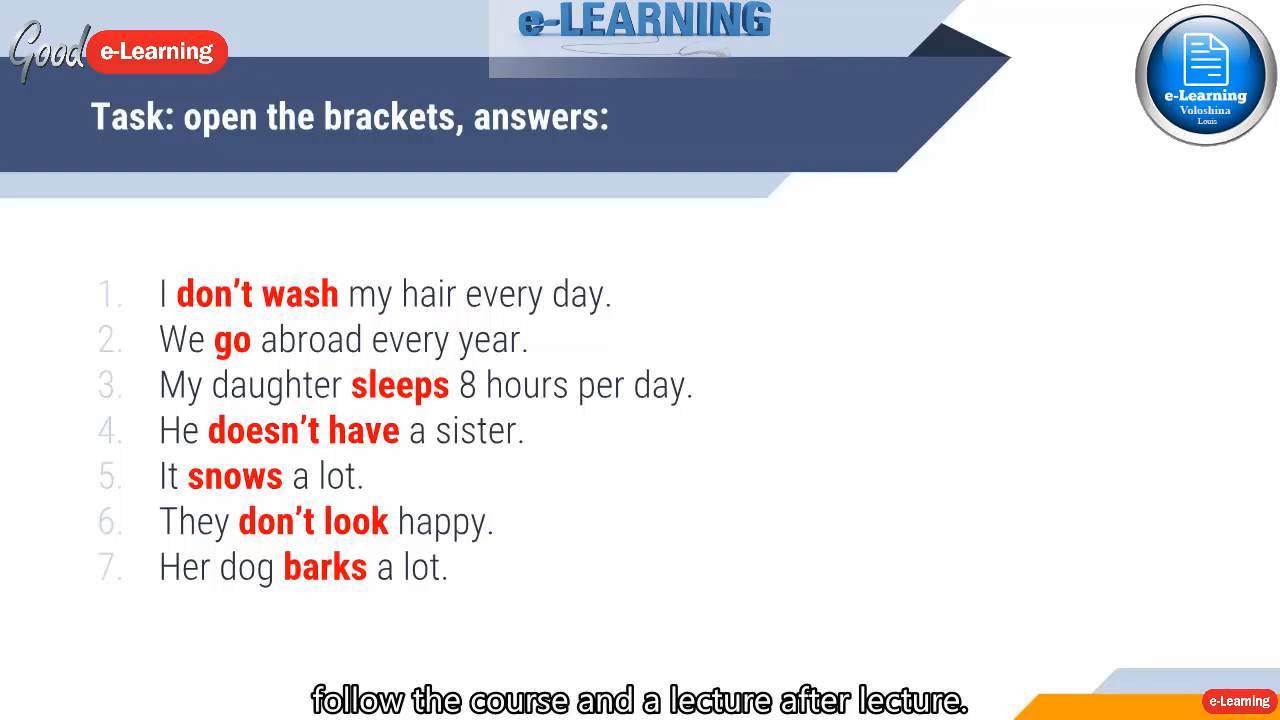 e-LEARNING
Good e-Learning
e-Learning
Voloshina
Louis
Task: open the brackets, answers:
1. I don’t wash my hair every day.
2. We go abroad every year.
3. My daughter sleeps 8 hours per day.
4. He doesn’t have a sister.
5. It snows a lot.
6. They don’t look happy.
7. Her dog barks a lot.
follow the course and a lecture after lecture.
e-Learning